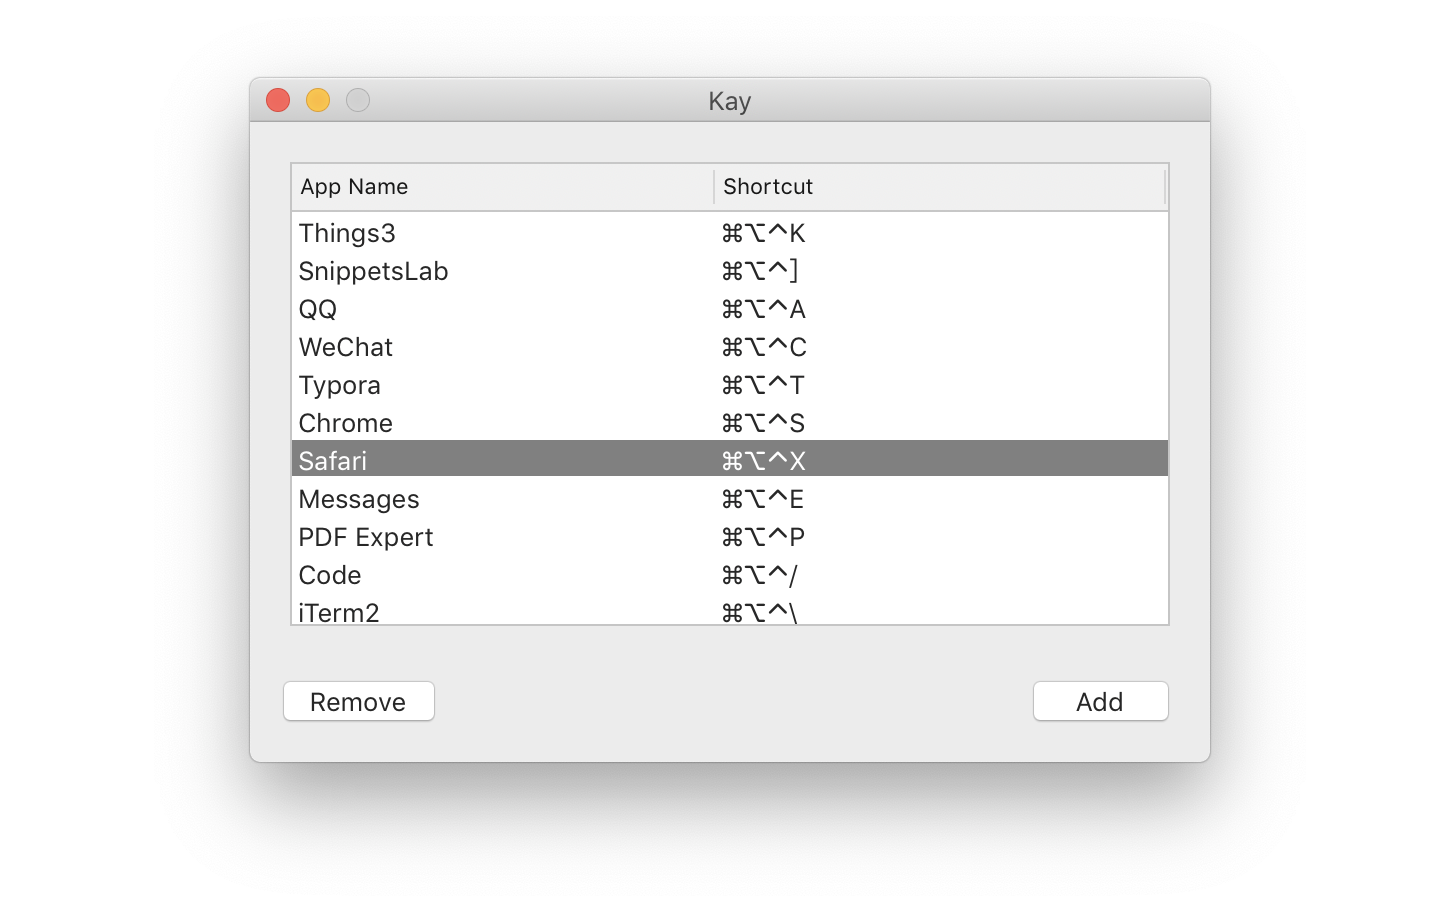 Kay
App Name Shortcut
Things3 ⌘⌥^K
SnippetsLab ⌘⌥^]
QQ ⌘⌥^A
WeChat ⌘⌥^C
Typora ⌘⌥^T
Chrome ⌘⌥^S
Safari ⌘⌥^X
Messages ⌘⌥^E
PDF Expert ⌘⌥^P
Code ⌘⌥^/
iTerm2 ⌘⌥^\
Remove Add